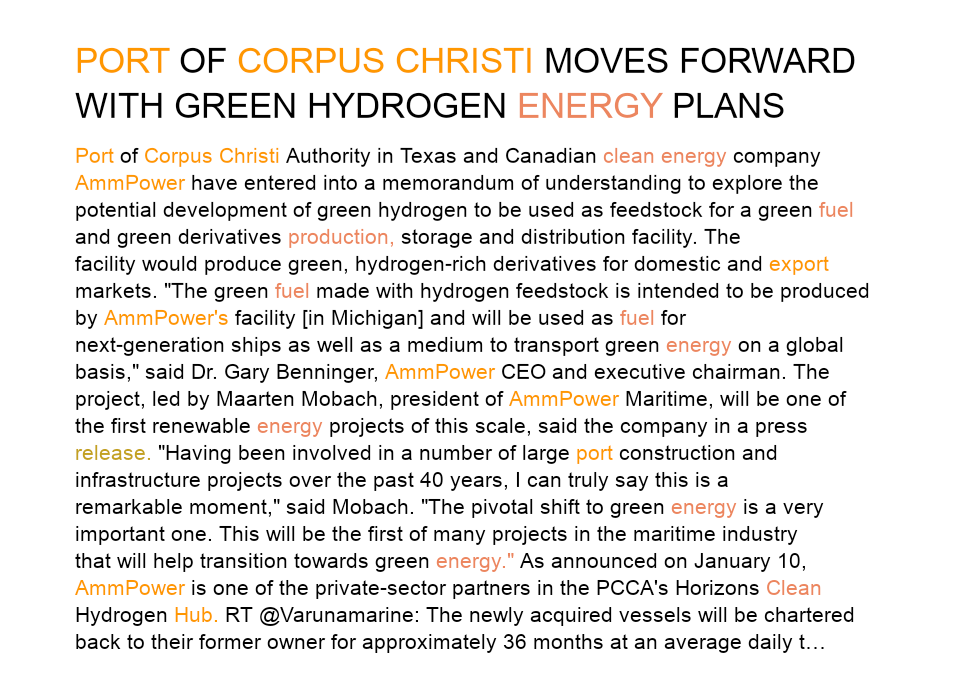 PORT OF CORPUS CHRISTI MOVES FORWARD
WITH GREEN HYDROGEN ENERGY PLANS
Port of Corpus Christi Authority in Texas and Canadian clean energy company
AmmPower have entered into a memorandum of understanding to explore the
potential development of green hydrogen to be used as feedstock for a green fuel
and green derivatives production, storage and distribution facility. The
facility would produce green, hydrogen-rich derivatives for domestic and export
markets. "The green fuel made with hydrogen feedstock is intended to be produced
by AmmPower's facility [in Michigan] and will be used as fuel for
next-generation ships as well as a medium to transport green energy on a global
basis," said Dr. Gary Benninger, AmmPower CEO and executive chairman. The
project, led by Maarten Mobach, president of AmmPower Maritime, will be one of
the first renewable energy projects of this scale, said the company in a press
release. "Having been involved in a number of large port construction and
infrastructure projects over the past 40 years, I can truly say this is a
remarkable moment," said Mobach. "The pivotal shift to green energy is a very
important one. This will be the first of many projects in the maritime industry
that will help transition towards green energy." As announced on January 10,
AmmPower is one of the private-sector partners in the PCCA's Horizons Clean
Hydrogen Hub. RT @Varunamarine: The newly acquired vessels will be chartered
back to their former owner for approximately 36 months at an average daily t…